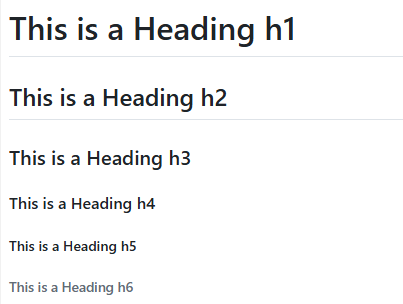 This is a Heading h1
This is a Heading h2
This is a Heading h3
This is a Heading h4
This is a Heading h5
This is a Heading h6